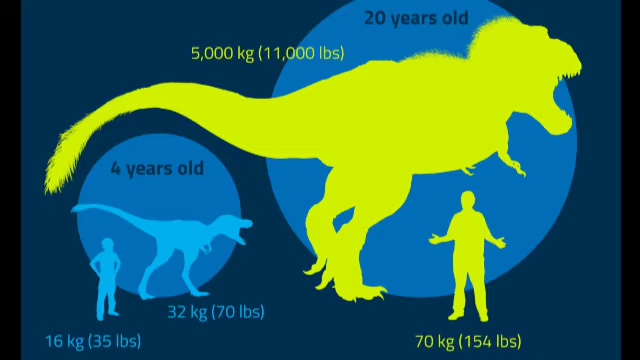 20 years old
5,000 kg (11,000 lbs)
4 years old
32 kg (70 lbs)
16 kg (35 lbs)
70 kg (154 lbs)